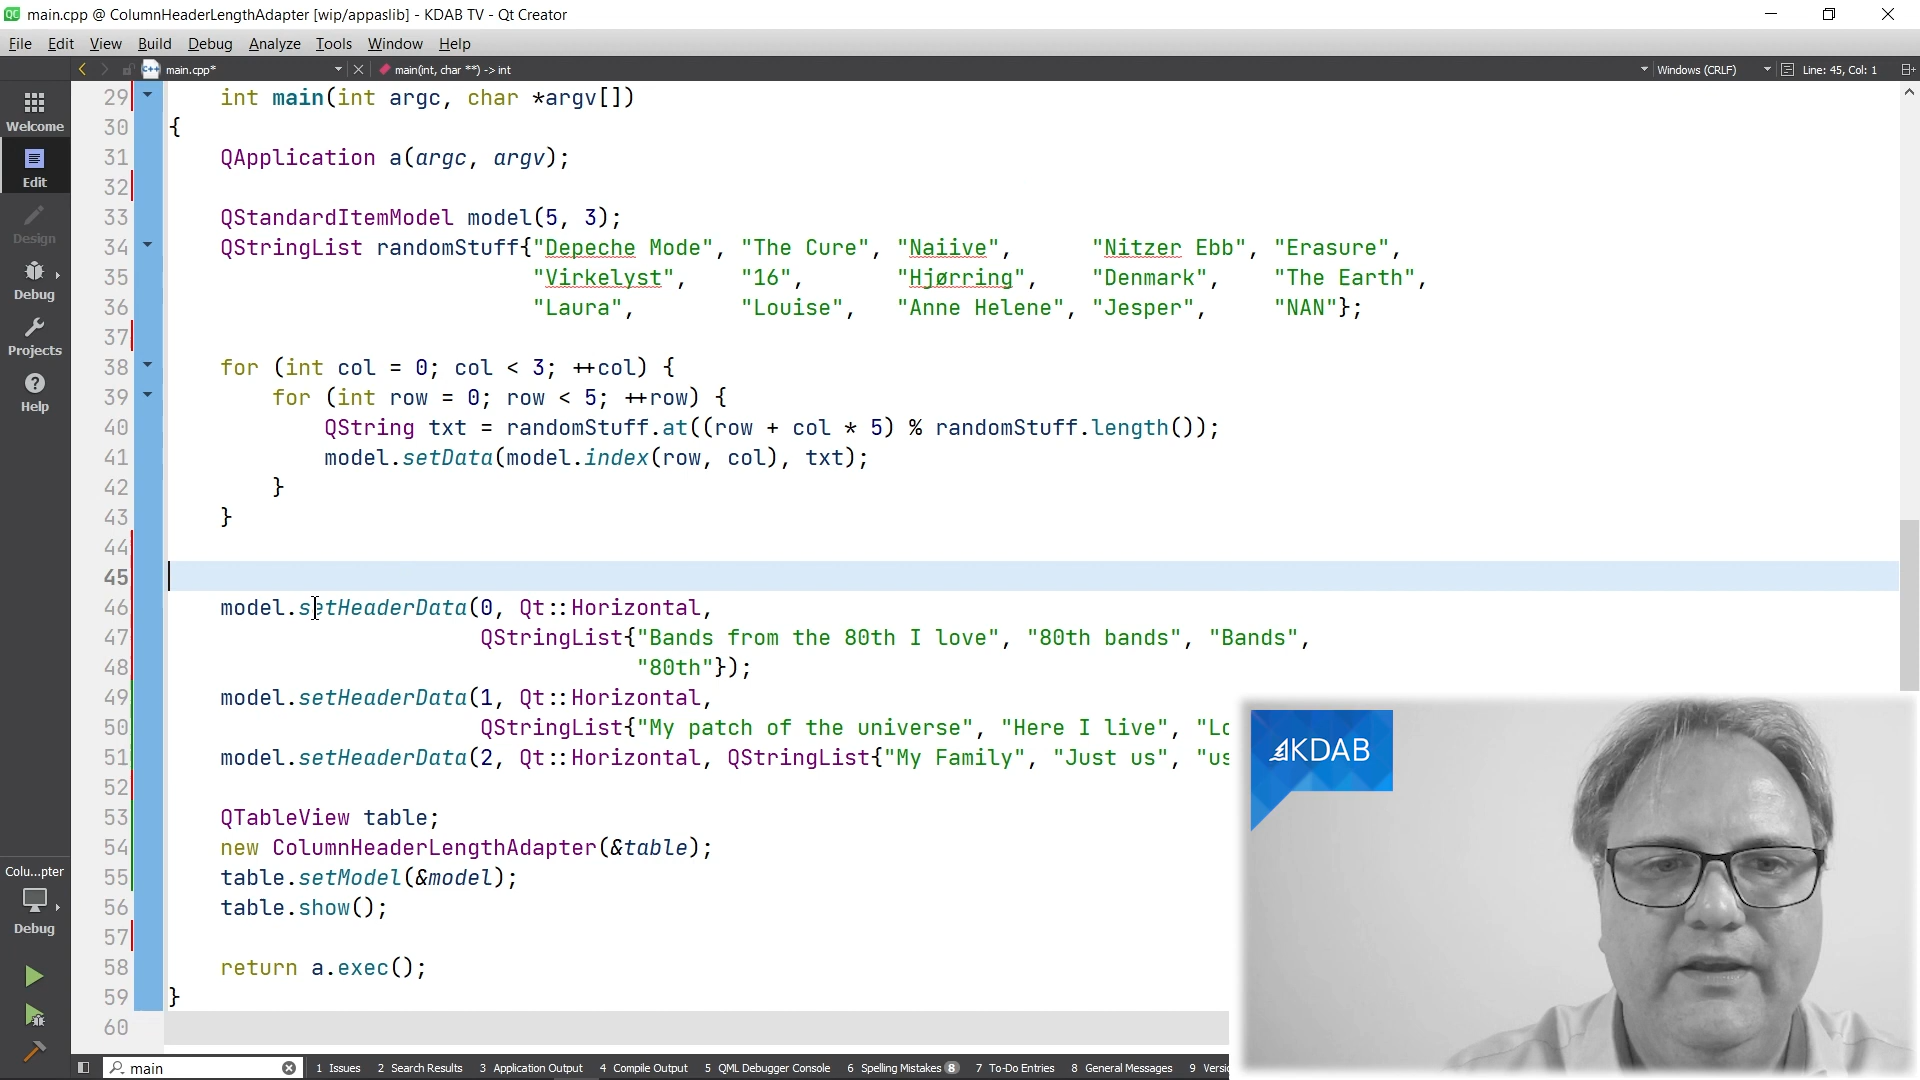 main.cpp @ ColumnHeaderLengthAdapter [wip/appaslib] - KDAB TV - Qt Creator
File Edit View Build Debug Analyze Tools Window Help
main.cpp* main(int, char **) -> int Windows (CRLF) Line: 45, Col: 1
Welcome
Edit
Design
Debug
Projects
Help
29 int main(int argc, char *argv[])
30 {
31 QApplication a(argc, argv);
32
33 QStandardItemModel model(5, 3);
34 QStringList randomStuff{"Depeche Mode", "The Cure", "Naiive", "Nitzer Ebb", "Erasure",
35 "Virkelyst", "16", "Hjørring", "Denmark", "The Earth",
36 "Laura", "Louise", "Anne Helene", "Jesper", "NAN"};
37
38 for (int col = 0; col < 3; ++col) {
39 for (int row = 0; row < 5; ++row) {
40 QString txt = randomStuff.at((row + col * 5) % randomStuff.length());
41 model.setData(model.index(row, col), txt);
42 }
43 }
44
45
46 model.setHeaderData(0, Qt::Horizontal,
47 QStringList{"Bands from the 80th I love", "80th bands", "Bands",
48 "80th"});
49 model.setHeaderData(1, Qt::Horizontal,
50 QStringList{"My patch of the universe", "Here I live", "Lo
51 model.setHeaderData(2, Qt::Horizontal, QStringList{"My Family", "Just us", "us
52
53 QTableView table;
54 new ColumnHeaderLengthAdapter(&table);
55 table.setModel(&model);
56 table.show();
57
58 return a.exec();
59 }
60
KDAB
Colu...pter
Debug
main 1 Issues 2 Search Results 3 Application Output 4 Compile Output 5 QML Debugger Console 6 Spelling Mistakes 8 7 To-Do Entries 8 General Messages 9 Versi